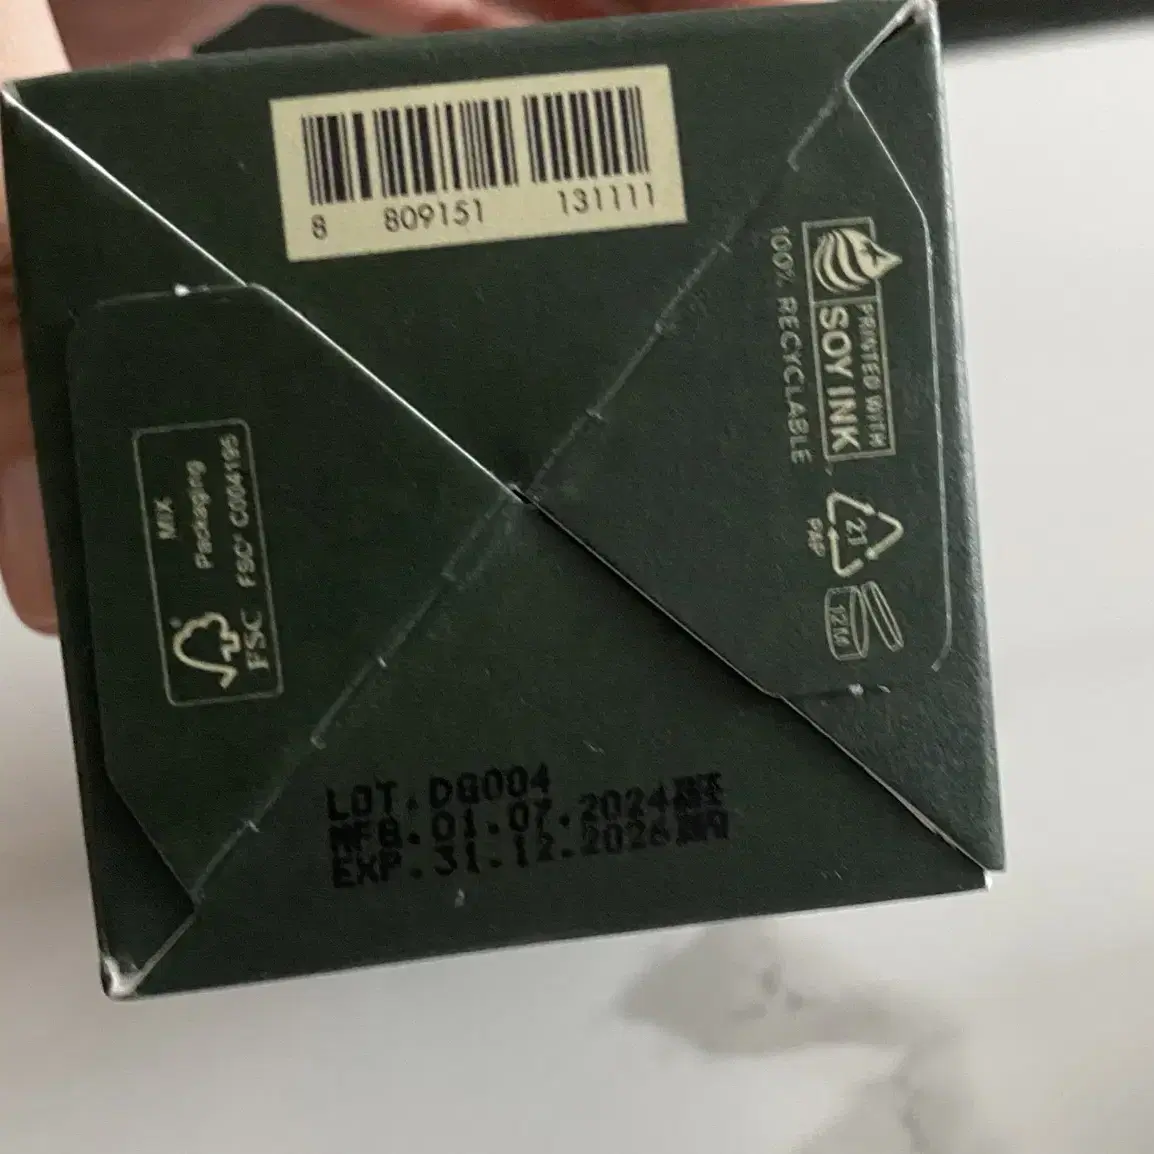 8 809151 131111
100% RECYCLABLE
PRINTED WITH
SOY INK
21
PAP
12M
MIX
Packaging
FSC® C004195
FSC
LOT.DG004
MFG.01.07.2024
EXP.31.12.2026